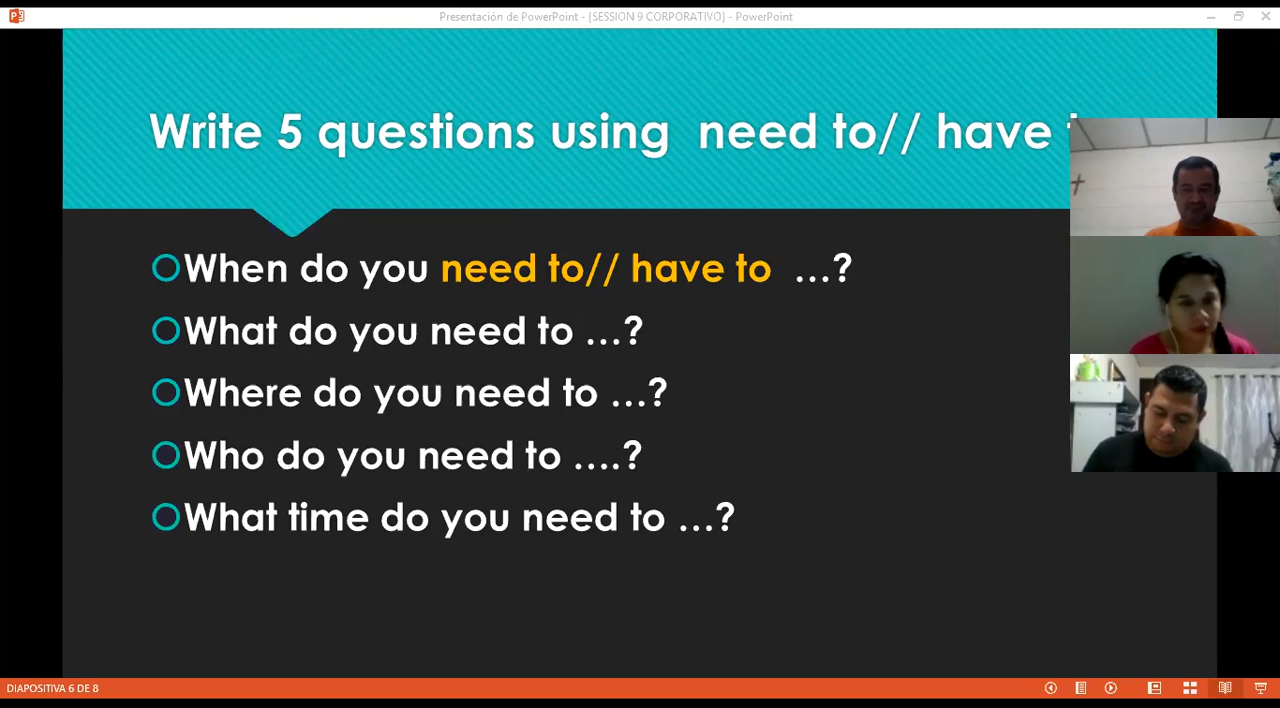 Presentación de PowerPoint - [SESSION 9 CORPORATIVO] - PowerPoint
Write 5 questions using need to// have
When do you need to// have to ...?
What do you need to ...?
Where do you need to ...?
Who do you need to ....?
What time do you need to ...?
DIAPOSITIVA 6 DE 8